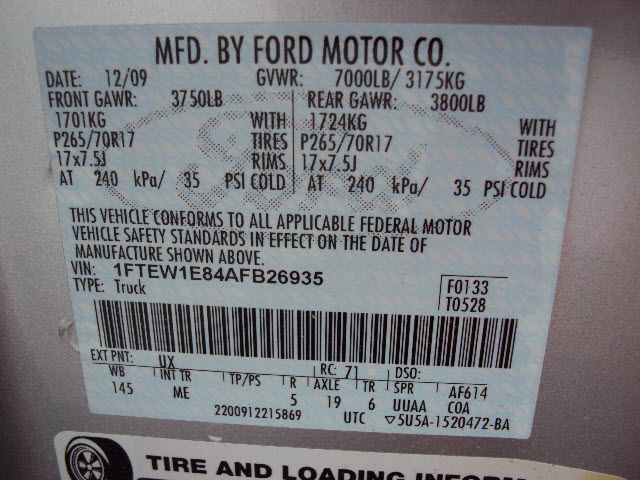 MFD. BY FORD MOTOR CO.
DATE: 12/09 GVWR: 7000LB/ 3175KG
FRONT GAWR: 3750LB REAR GAWR: 3800LB
1701KG WITH 1724KG WITH
P265/70R17 TIRES P265/70R17 TIRES
17x7.5J RIMS 17x7.5J RIMS
AT 240 kPa/ 35 PSI COLD AT 240 kPa/ 35 PSI COLD
THIS VEHICLE CONFORMS TO ALL APPLICABLE FEDERAL MOTOR
VEHICLE SAFETY STANDARDS IN EFFECT ON THE DATE OF
MANUFACTURE SHOWN ABOVE.
VIN: 1FTEW1E84AFB26935 F0133
TYPE: Truck T0528
EXT PNT: UX RC: 71 DSO:
WB INT TR TP/PS R AXLE TR SPR AF614
145 ME 5 19 6 UUAA COA
2200912215869 UTC ▽5U5A-1520472-BA
Ford
TIRE AND LOADING INFORM